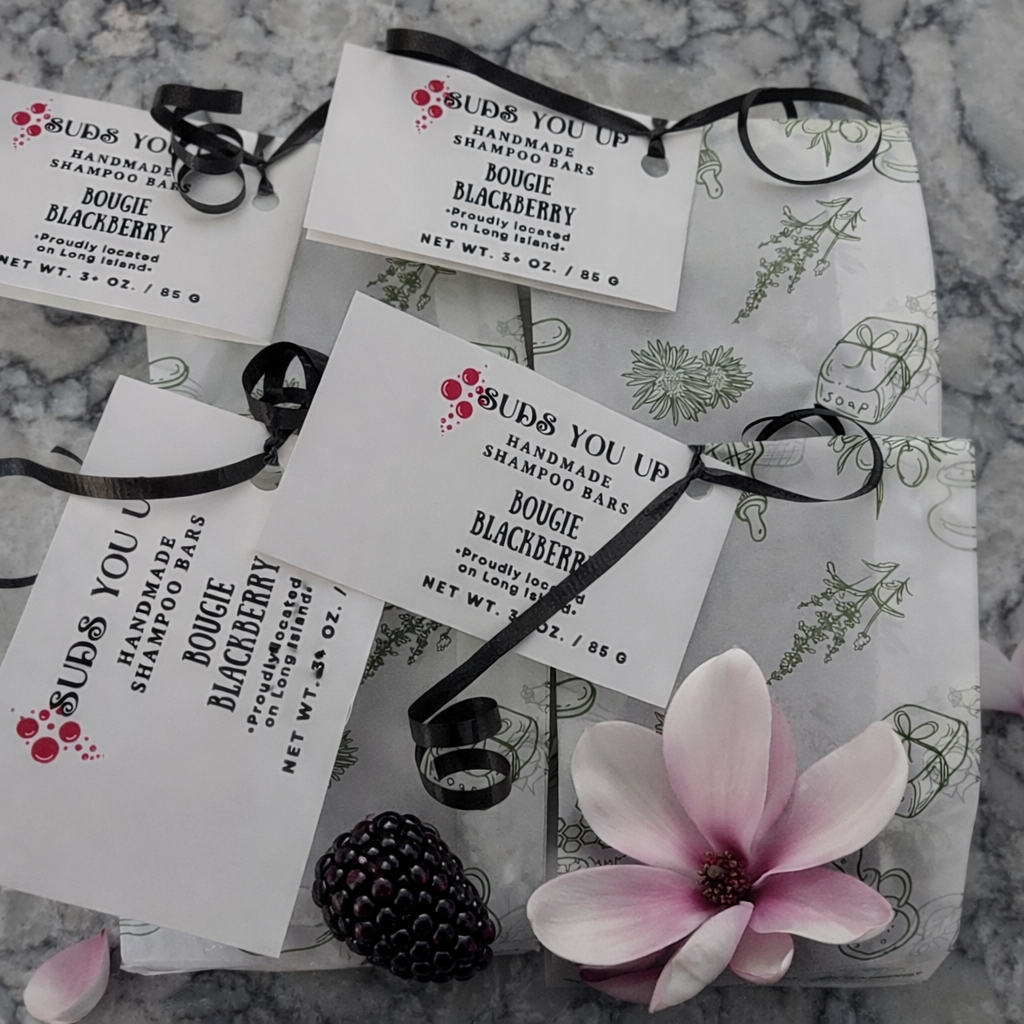 SUDS YOU
HANDMADE
SHAMPOO BARS
BOUGIE
BLACKBERRY
•Proudly located
on Long Island•
NET WT. 3+ OZ. / 85 G
SUDS YOU UP
HANDMADE
SHAMPOO BARS
BOUGIE
BLACKBERRY
•Proudly located
on Long Island•
NET WT. 3+ OZ. / 85 G
SOAP
SUDS YOU UP
HANDMADE
SHAMPOO BARS
BOUGIE
BLACKBERRY
•Proudly
on Long
NET WT. OZ. / 85 G
SUDS YOU
HANDMADE
SHAMPOO BARS
BOUGIE
BLACKBERRY
•Proudly located
on Long Island•
NET WT. 3+ OZ. /